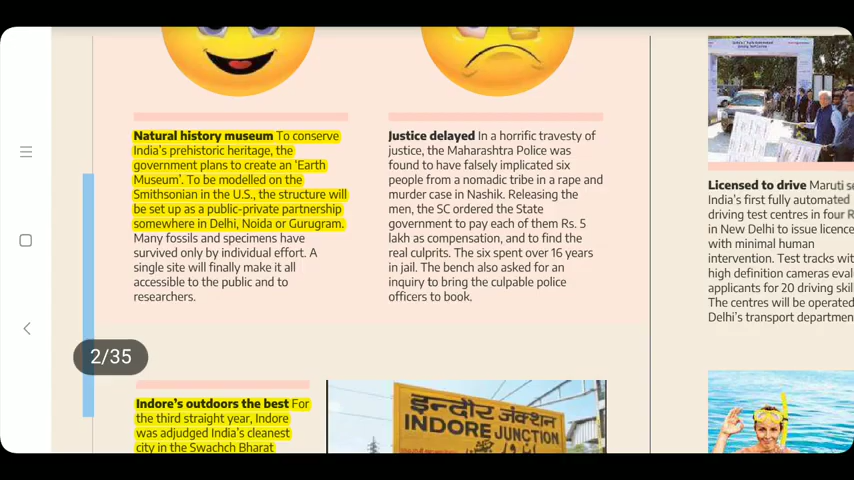 Natural history museum To conserve
India's prehistoric heritage, the
government plans to create an 'Earth
Museum'. To be modelled on the
Smithsonian in the U.S., the structure will
be set up as a public-private partnership
somewhere in Delhi, Noida or Gurugram.
Many fossils and specimens have
survived only by individual effort. A
single site will finally make it all
accessible to the public and to
researchers.
Justice delayed In a horrific travesty of
justice, the Maharashtra Police was
found to have falsely implicated six
people from a nomadic tribe in a rape and
murder case in Nashik. Releasing the
men, the SC ordered the State
government to pay each of them Rs. 5
lakh as compensation, and to find the
real culprits. The six spent over 16 years
in jail. The bench also asked for an
inquiry to bring the culpable police
officers to book.
Licensed to drive Maruti
India's first fully automated
driving test centres in four
in New Delhi to issue licence
with minimal human
intervention. Test tracks wit
high definition cameras eval
applicants for 20 driving skil
The centres will be operated
Delhi's transport departmen
2/35
Indore's outdoors the best For
the third straight year, Indore
was adjudged India's cleanest
city in the Swachh Bharat
इन्दौर जंक्शन
INDORE JUNCTION